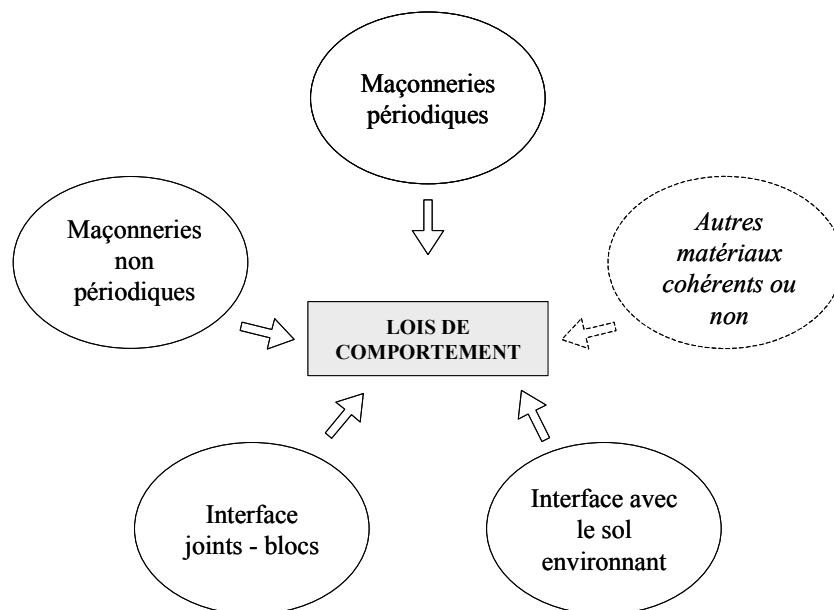 Maçonneries
périodiques
Maçonneries
non
périodiques
Autres
matériaux
cohérents ou
non
LOIS DE
COMPORTEMENT
Interface
joints - blocs
Interface avec
le sol
environnant